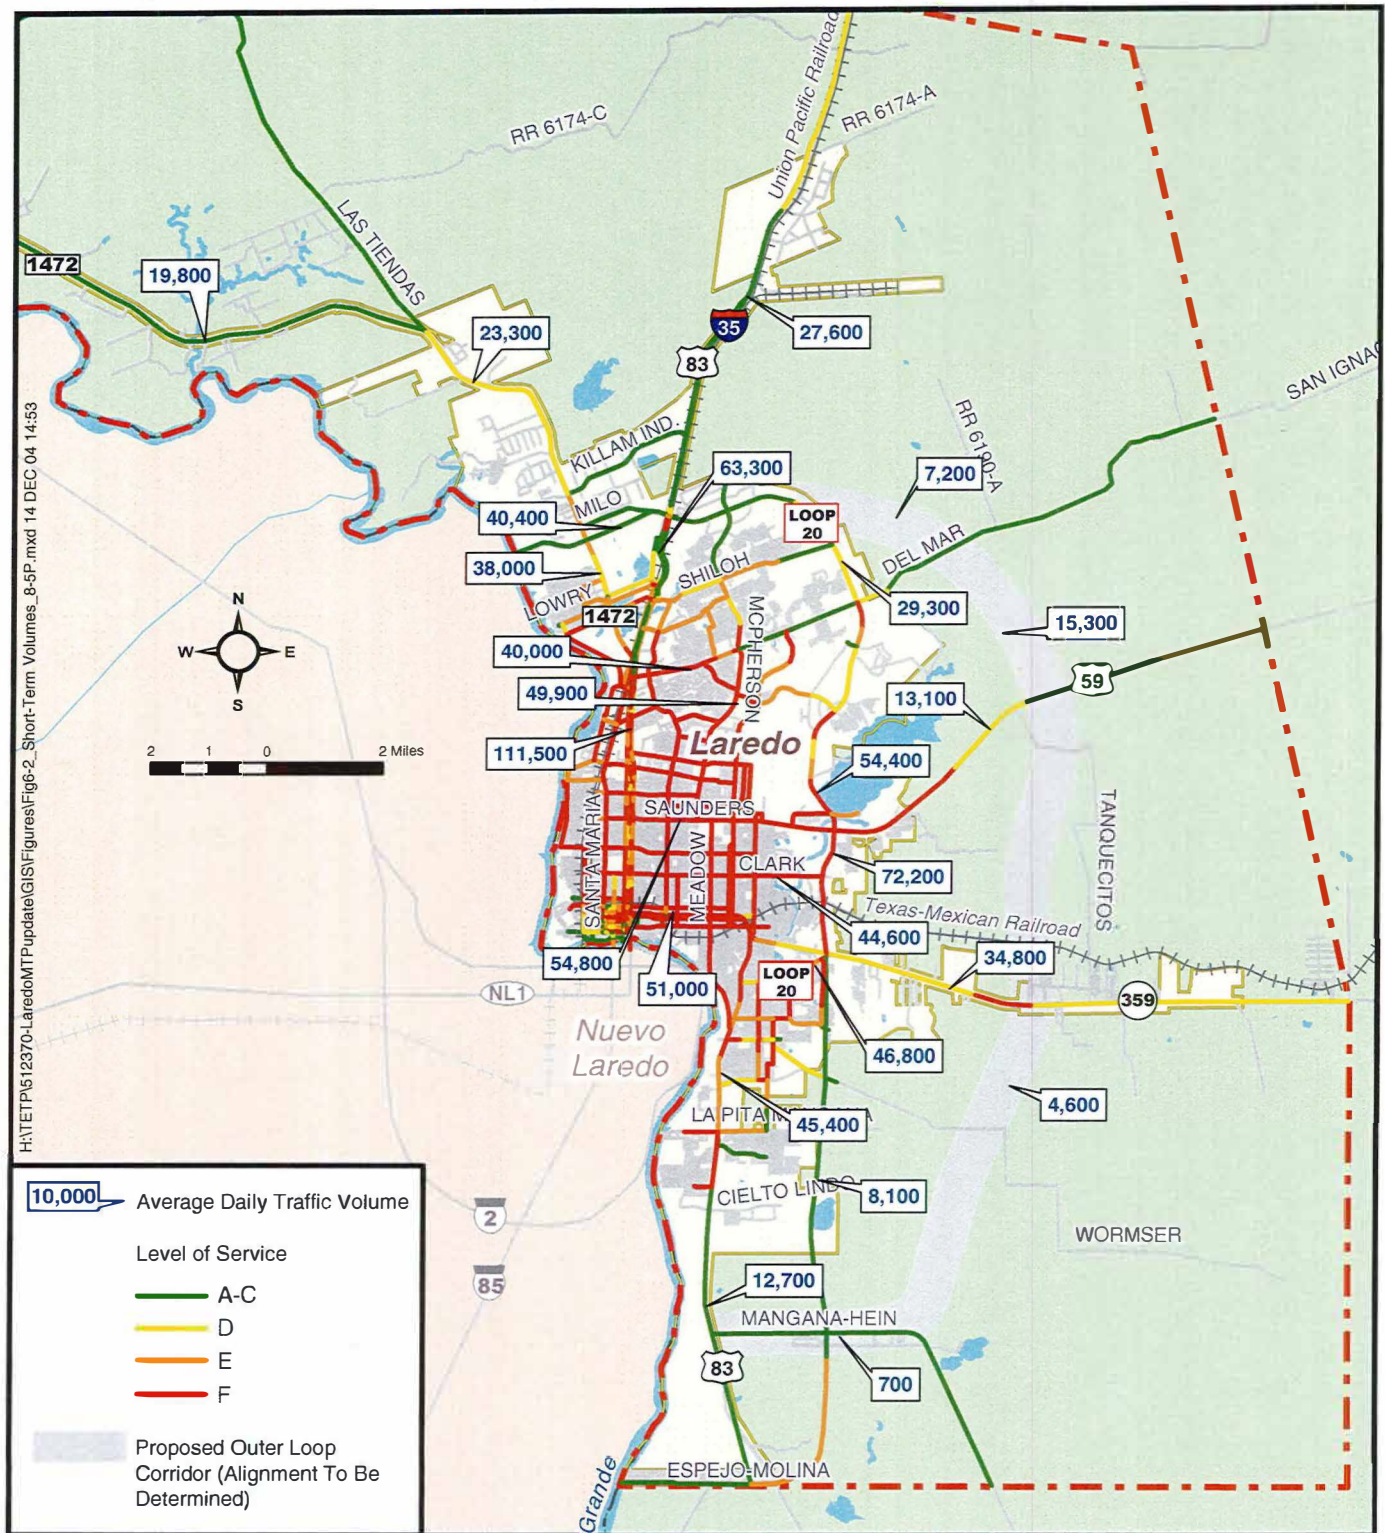 Union Pacific Railroad
RR 6174-A
RR 6174-C
LAS TIENDAS
1472
19,800
23,300
35
27,600
83
SAN IGNAC
RR 6190-A
KILLAM IND.
63,300
7,200
MILO
40,400
LOOP
20
DEL MAR
38,000
SHILOH
LOWRY
29,300
1472
MCPHERSON
15,300
40,000
59
49,900
13,100
N
W
E
S
2 1 0 2 Miles
111,500
Laredo
54,400
TANQUECITOS
SAUNDERS
SANTA MARIA
MEADOW
CLARK
72,200
Texas-Mexican Railroad
44,600
54,800
34,800
51,000
LOOP
20
NL1
359
Nuevo
Laredo
46,800
4,600
LA PITA M
45,400
CIELTO LINDO
8,100
2
WORMSER
85
12,700
MANGANA-HEIN
83
700
ESPEJO-MOLINA
Grande
H:\TETP\512370-LaredoMTPupdate\GIS\Figures\Fig6-2_Short-Term Volumes_8-5P.mxd 14 DEC 04 14:53
10,000 Average Daily Traffic Volume
Level of Service
A-C
D
E
F
Proposed Outer Loop
Corridor (Alignment To Be
Determined)